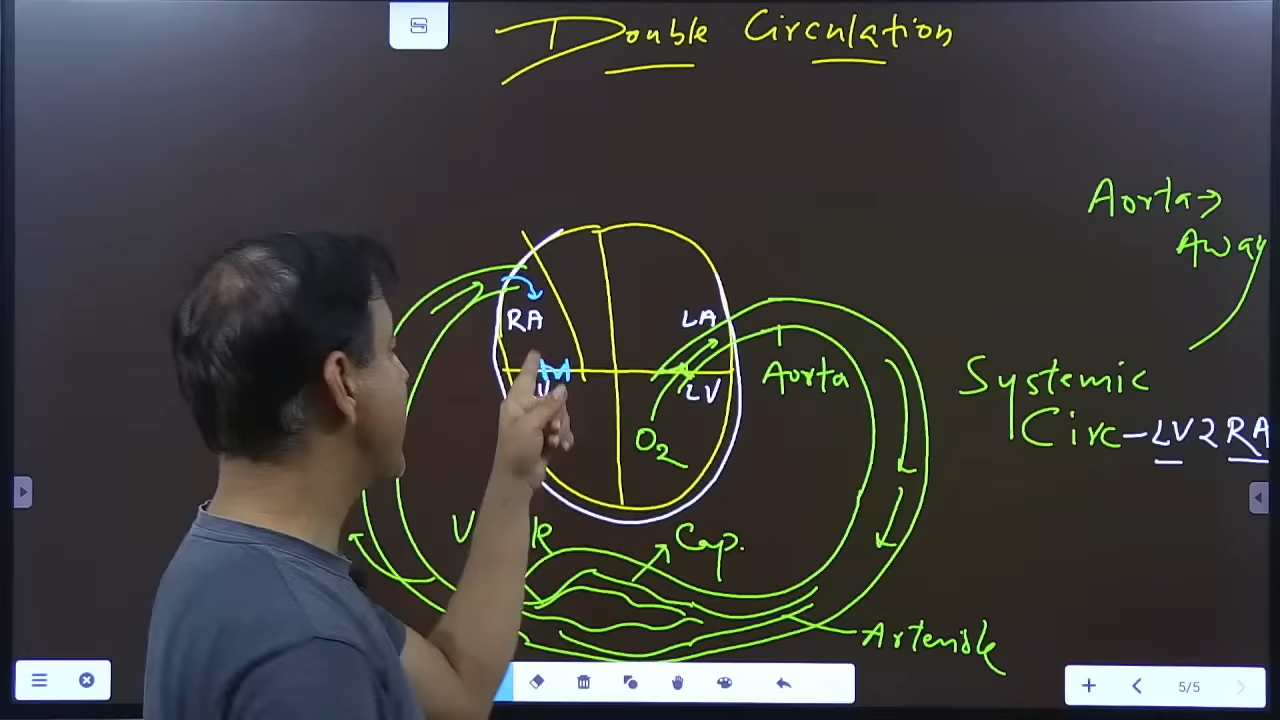 Double Circulation
Aorta→
Away
RA
LA
Aorta
LV
Systemic
Circ-LV2RA
O2
Cap.
Arteriole
5/5